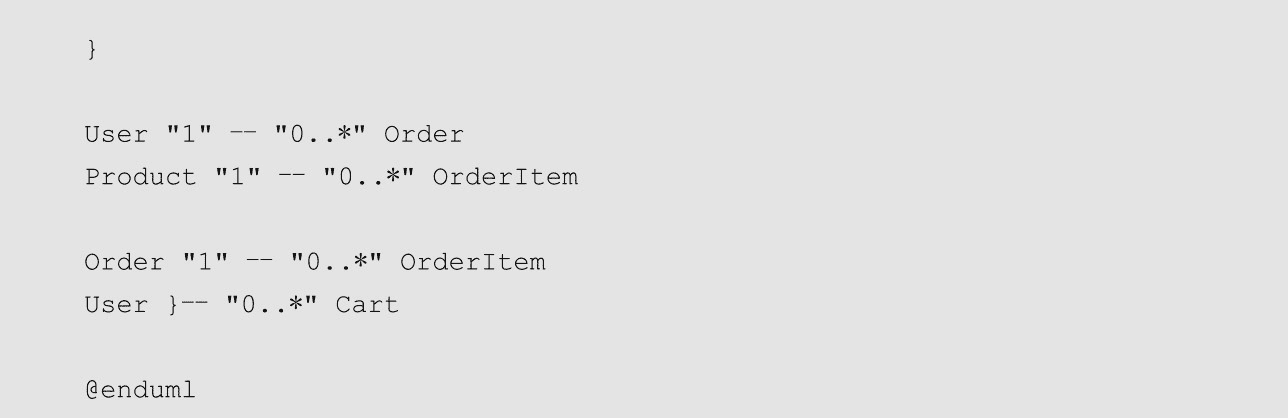 }
User "1" -- "0..*" Order
Product "1" -- "0..*" OrderItem
Order "1" -- "0..*" OrderItem
User }-- "0..*" Cart
@enduml